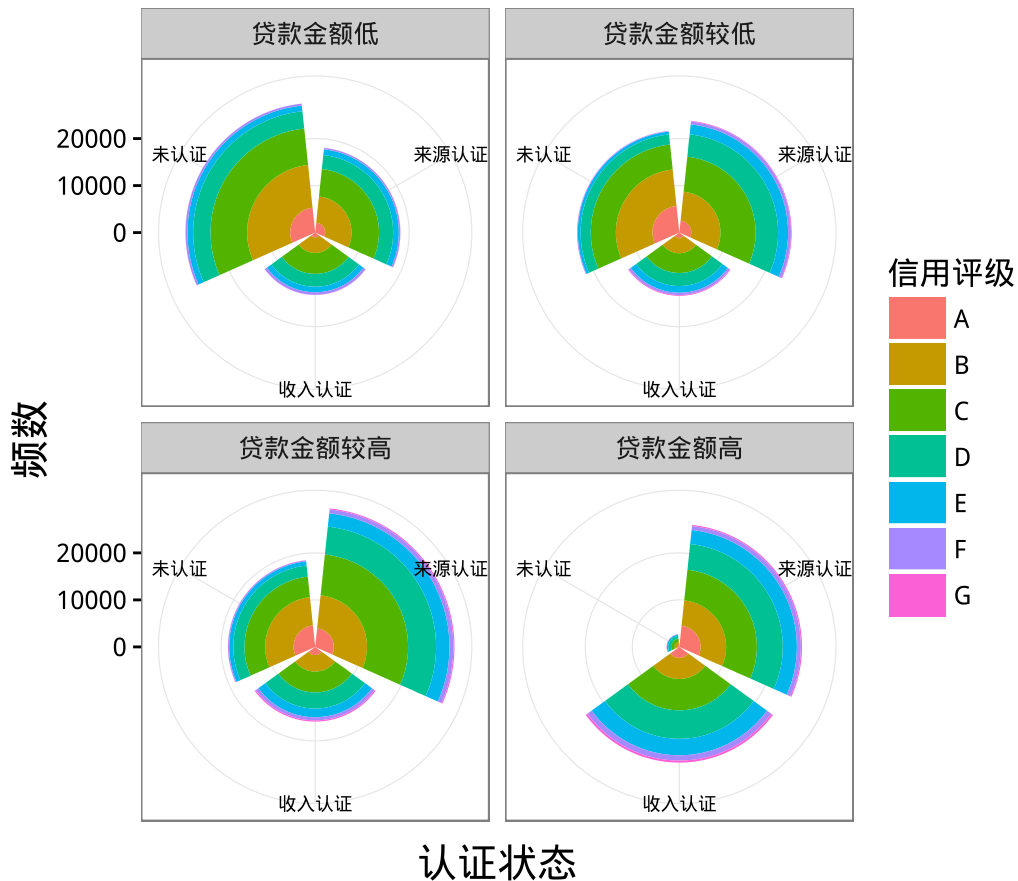 贷款金额低
贷款金额较低
20000
10000
0
未认证
来源认证
收入认证
未认证
来源认证
收入认证
贷款金额较高
贷款金额高
20000
10000
0
未认证
来源认证
收入认证
未认证
来源认证
收入认证
频数
认证状态
信用评级
A
B
C
D
E
F
G